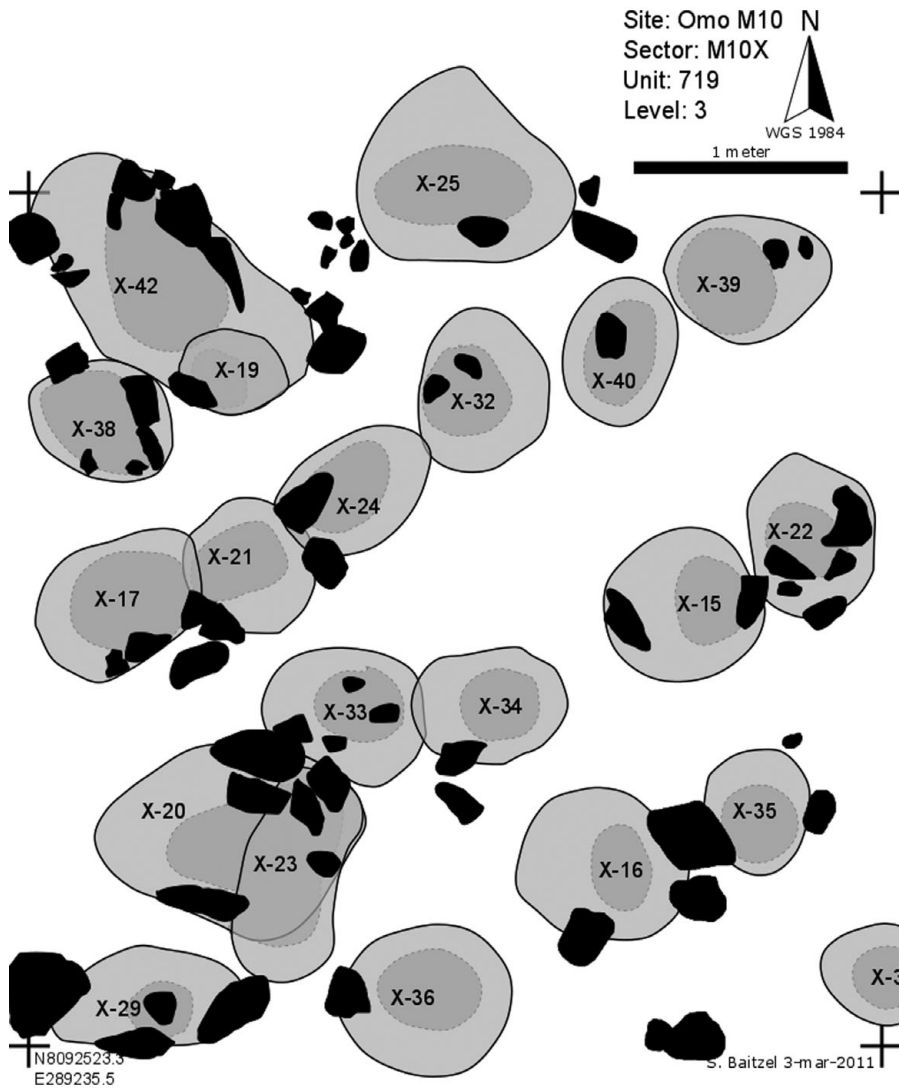 Site: Omo M10
Sector: M10X
Unit: 719
Level: 3
N
WGS 1984
1 meter
X-25
X-42
X-39
X-19
X-40
X-32
X-38
X-24
X-22
X-21
X-17
X-15
X-33
X-34
X-20
X-35
X-23
X-16
X-3
X-29
X-36
N8092523.3
E289235.5
S. Baitzel 3-mar-2011